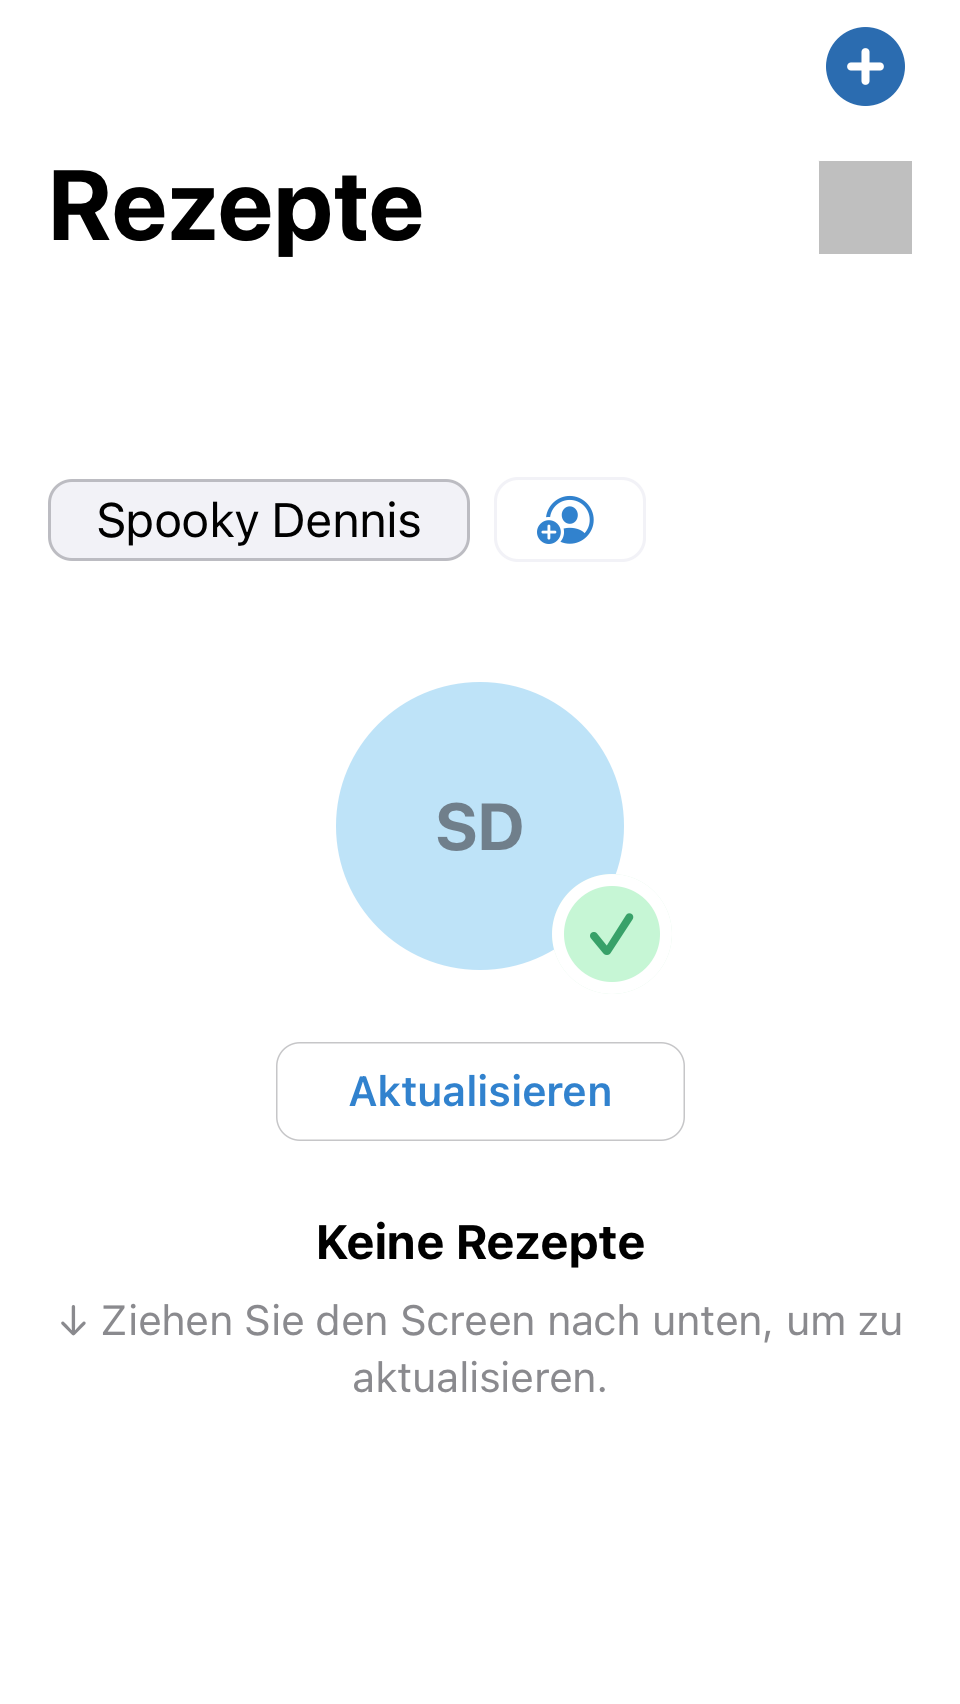 Rezepte
Spooky Dennis
SD
Aktualisieren
Keine Rezepte
↓ Ziehen Sie den Screen nach unten, um zu
aktualisieren.